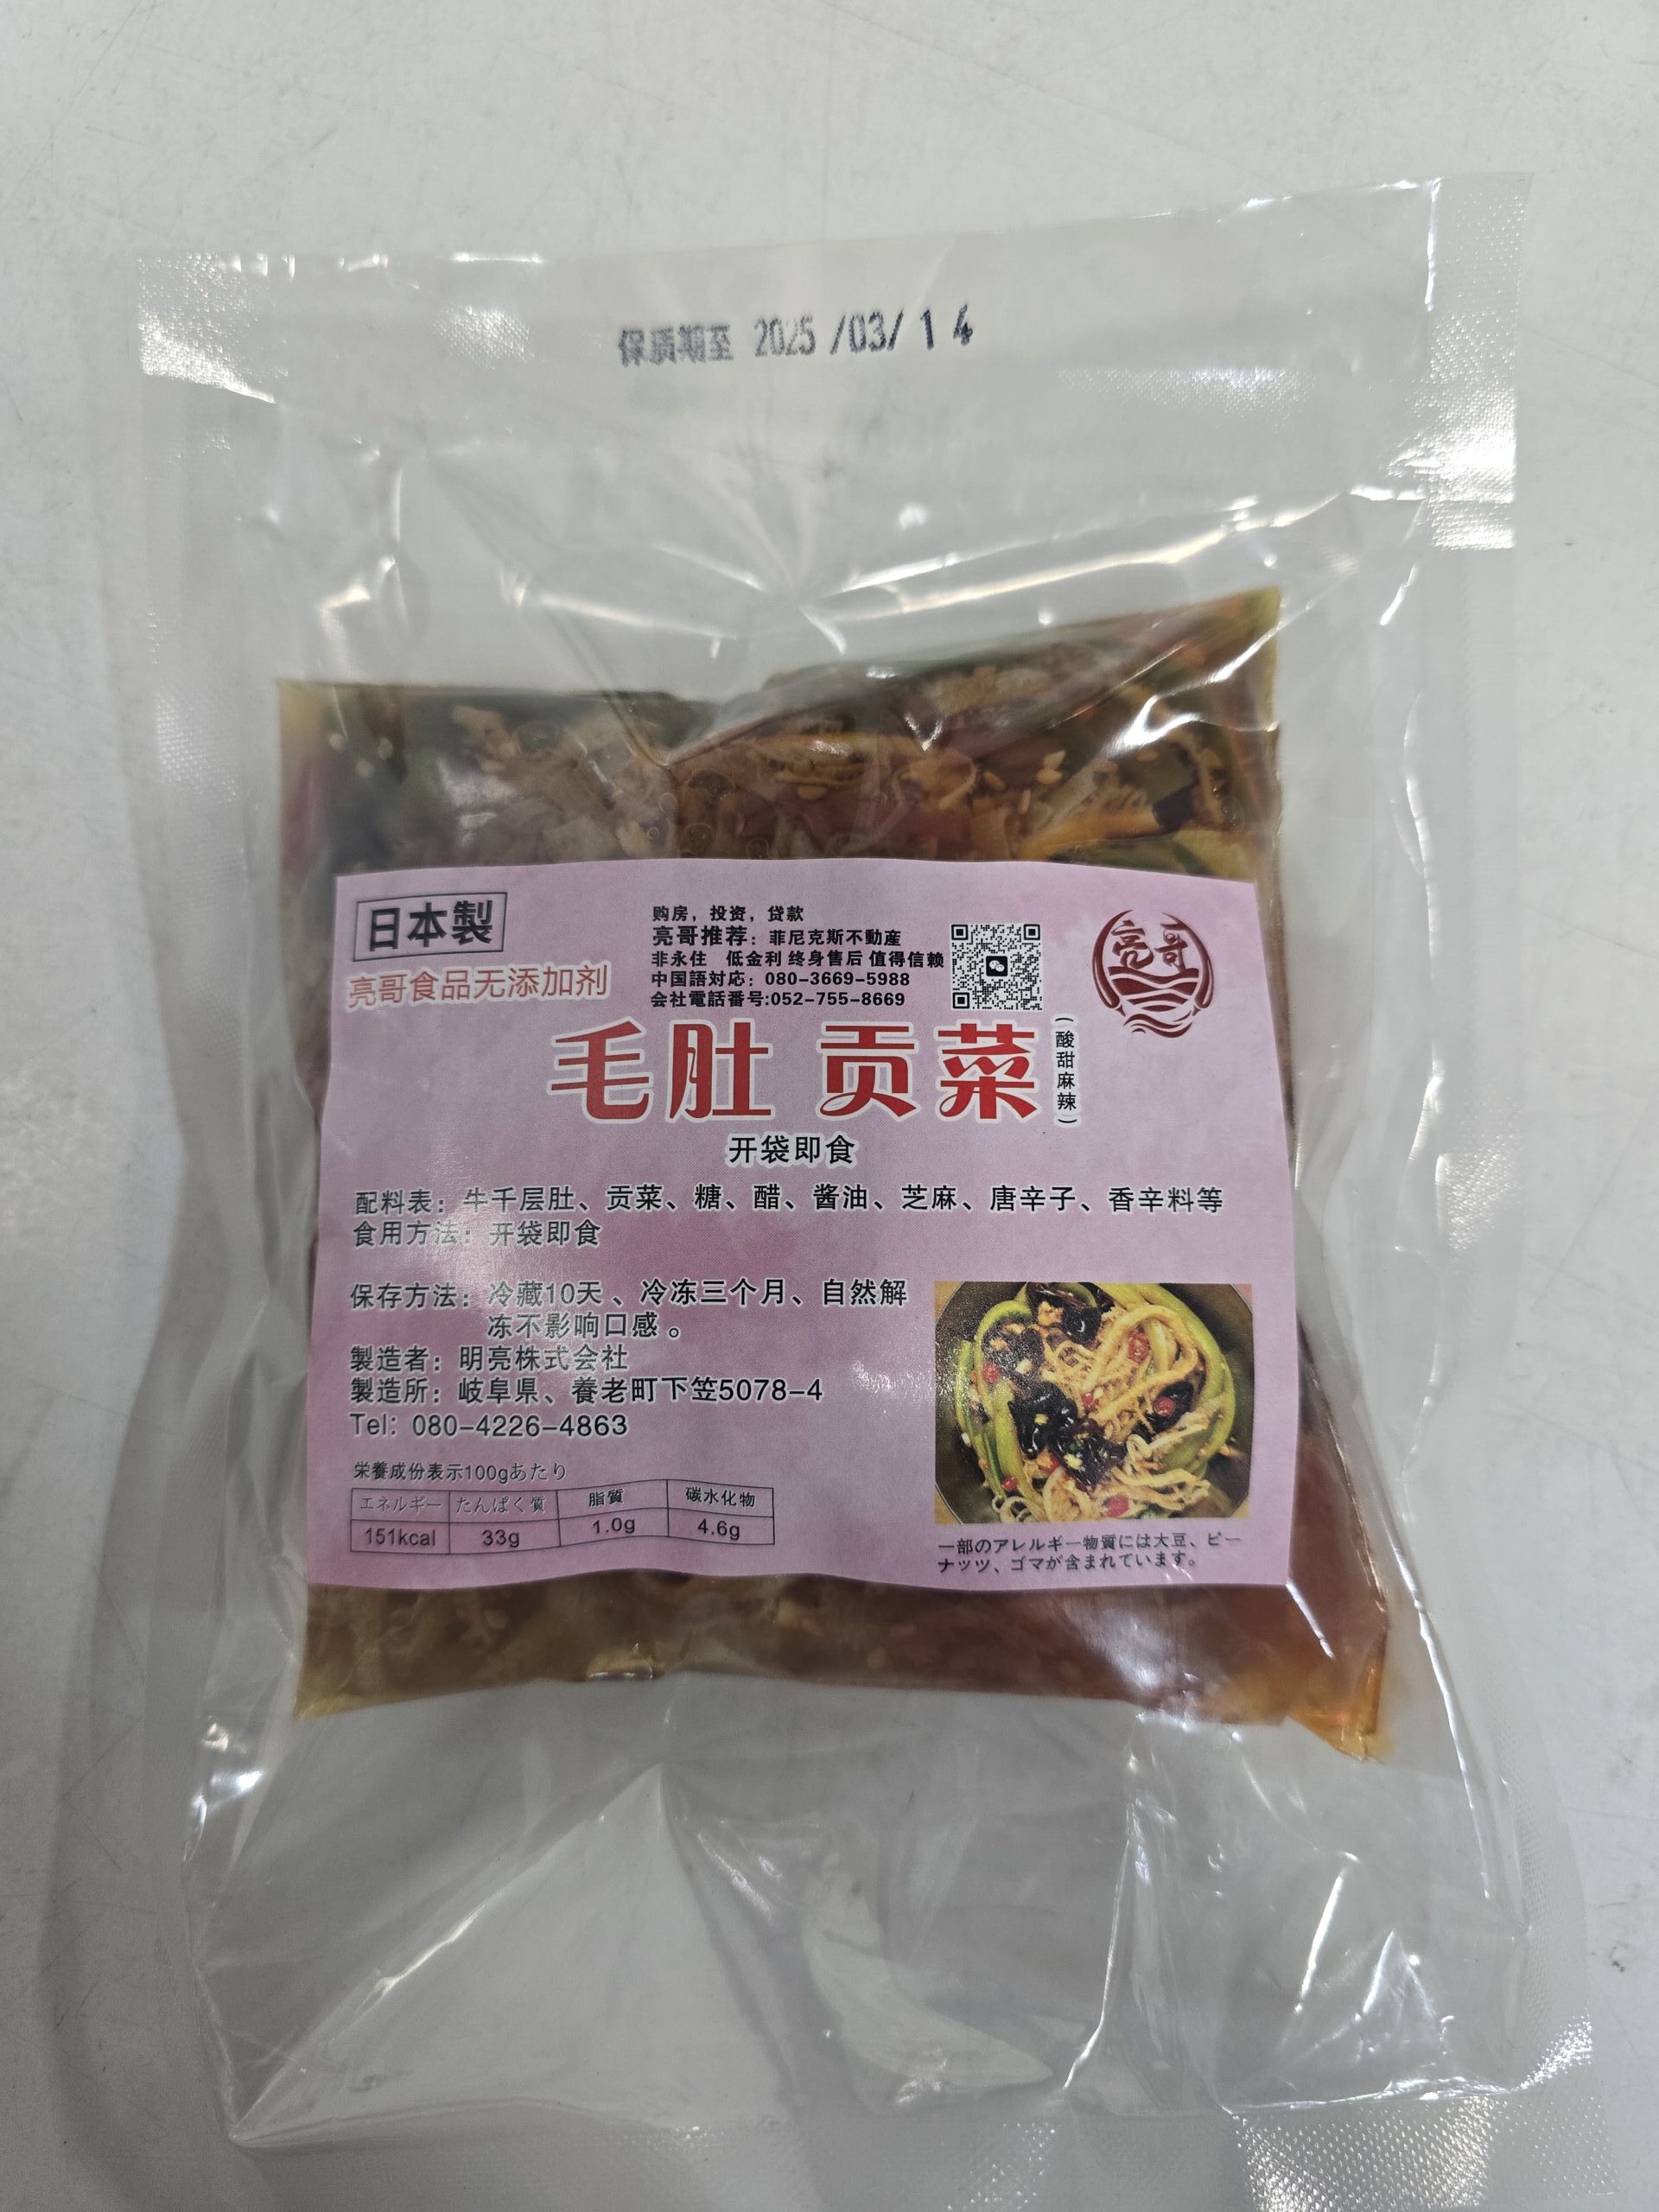 保质期至 2025/03/14
日本製
亮哥食品无添加剂
购房，投资，贷款
亮哥推荐：菲尼克斯不動産
非永住 低金利 终身售后 值得信赖
中国語対応：080-3669-5988
会社電話番号:052-755-8669
亮哥
毛肚 贡菜
（酸甜麻辣）
开袋即食
配料表：牛千层肚、贡菜、糖、醋、酱油、芝麻、唐辛子、香辛料等
食用方法：开袋即食
保存方法：冷藏10天、冷冻三个月、自然解
冻不影响口感。
製造者：明亮株式会社
製造所：岐阜県、養老町下笠5078-4
Tel：080-4226-4863
栄養成份表示100gあたり
エネルギー たんぱく質 脂質 碳水化物
151kcal 33g 1.0g 4.6g
一部のアレルギー物質には大豆、ピー
ナッツ、ゴマが含まれています。